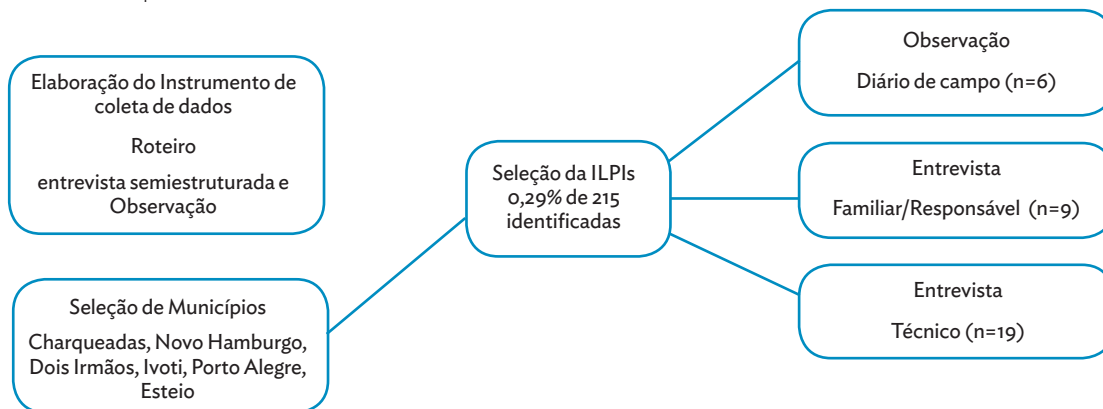 Elaboração do Instrumento de
coleta de dados
Roteiro
entrevista semiestruturada e
Observação
Seleção de Municípios
Charqueadas, Novo Hamburgo,
Dois Irmãos, Ivoti, Porto Alegre,
Esteio
Seleção da ILPIs
0,29% de 215
identificadas
Observação
Diário de campo (n=6)
Entrevista
Familiar/Responsável (n=9)
Entrevista
Técnico (n=19)